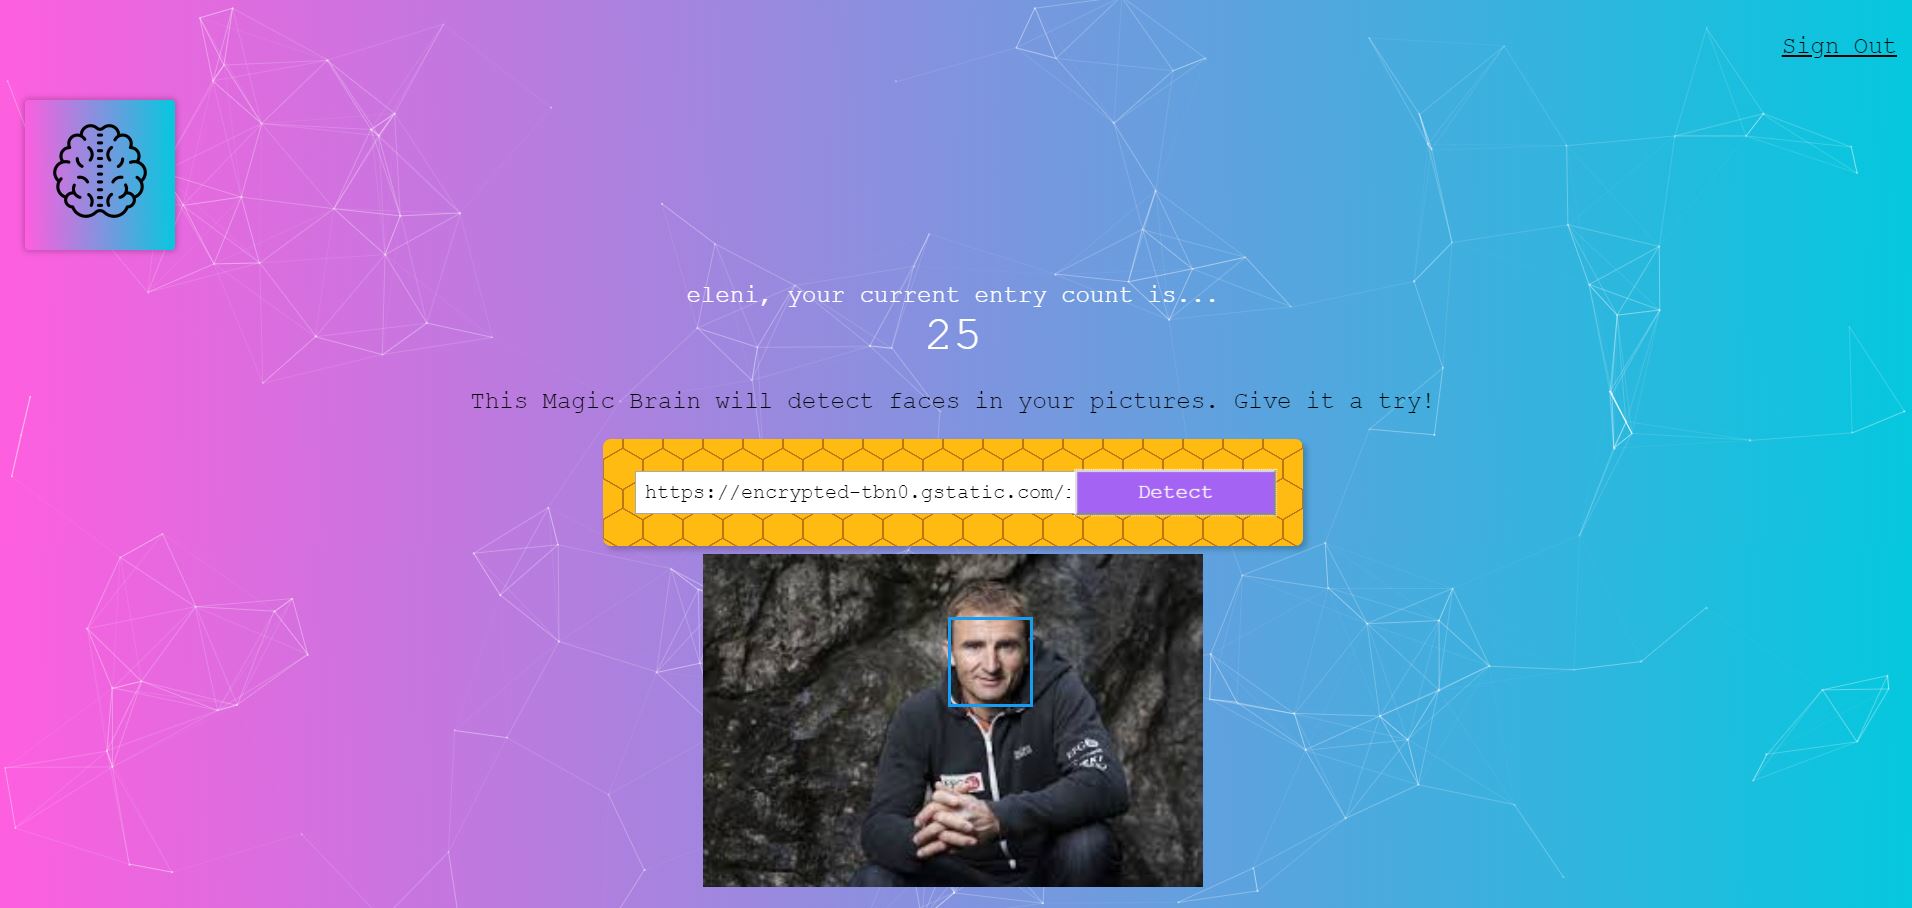 Sign Out
eleni, your current entry count is...
25
This Magic Brain will detect faces in your pictures. Give it a try!
https://encrypted-tbn0.gstatic.com/
Detect